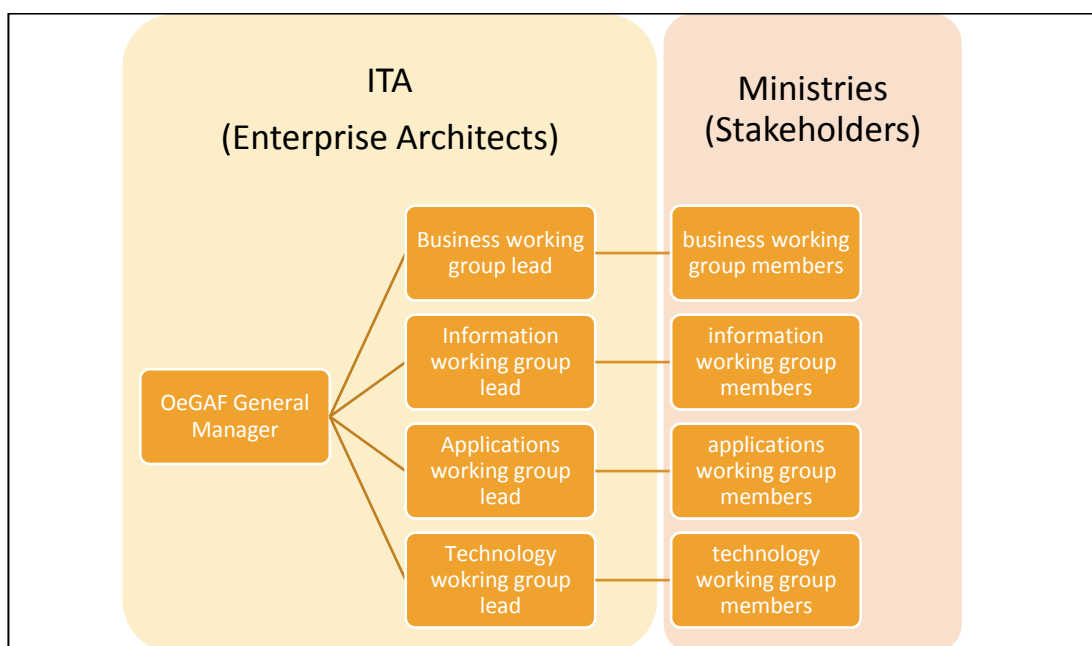 ITA
(Enterprise Architects)
Ministries
(Stakeholders)
Business working
group lead
business working
group members
Information
working group
lead
information
working group
members
OeGAF General
Manager
Applications
working group
lead
applications
working group
members
Technology
wokring group
lead
technology
working group
members